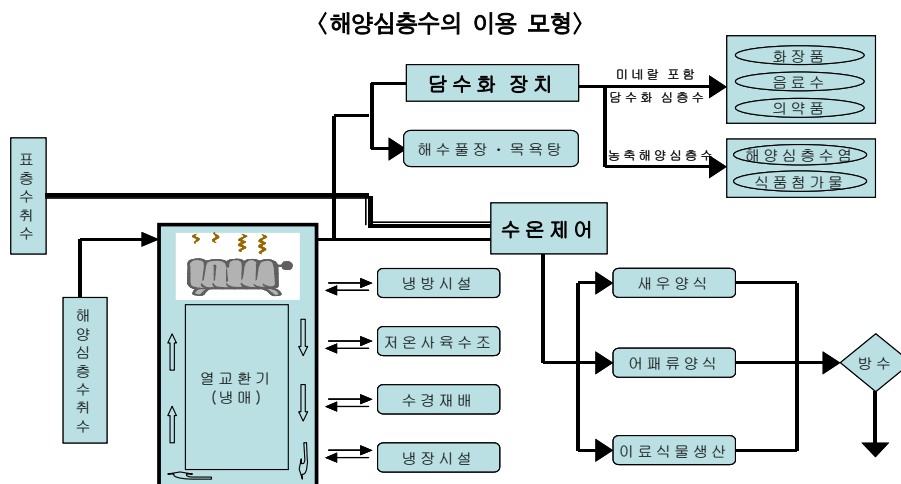 〈해양심층수의 이용 모형〉
담수화 장치
미네랄 포함
담수화 심층수
화장품
음료수
의약품
해수풀장・목욕탕
농축해양심층수
해양심층수염
식품첨가물
표층수취수
수온제어
해양심층수취수
열교환기
(냉매)
냉방시설
저온사육수조
수경재배
냉장시설
새우양식
어패류양식
이료식물생산
방수